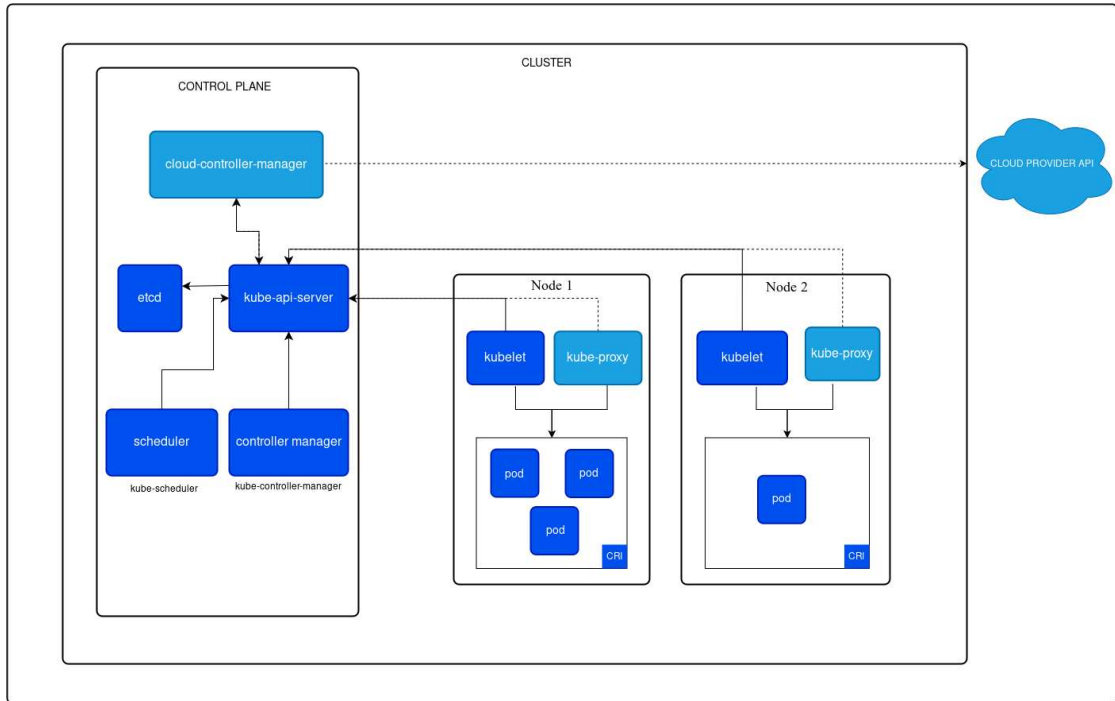 CLUSTER
CONTROL PLANE
cloud-controller-manager
CLOUD PROVIDER API
etcd
kube-api-server
scheduler
kube-scheduler
controller manager
kube-controller-manager
Node 1
kubelet
kube-proxy
pod
pod
pod
CRI
Node 2
kubelet
kube-proxy
pod
CRI